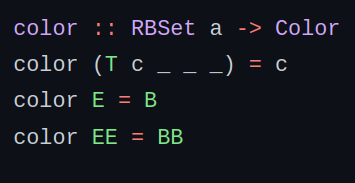 color :: RBSet a -> Color
color (T c _ _ _) = c
color E = B
color EE = BB